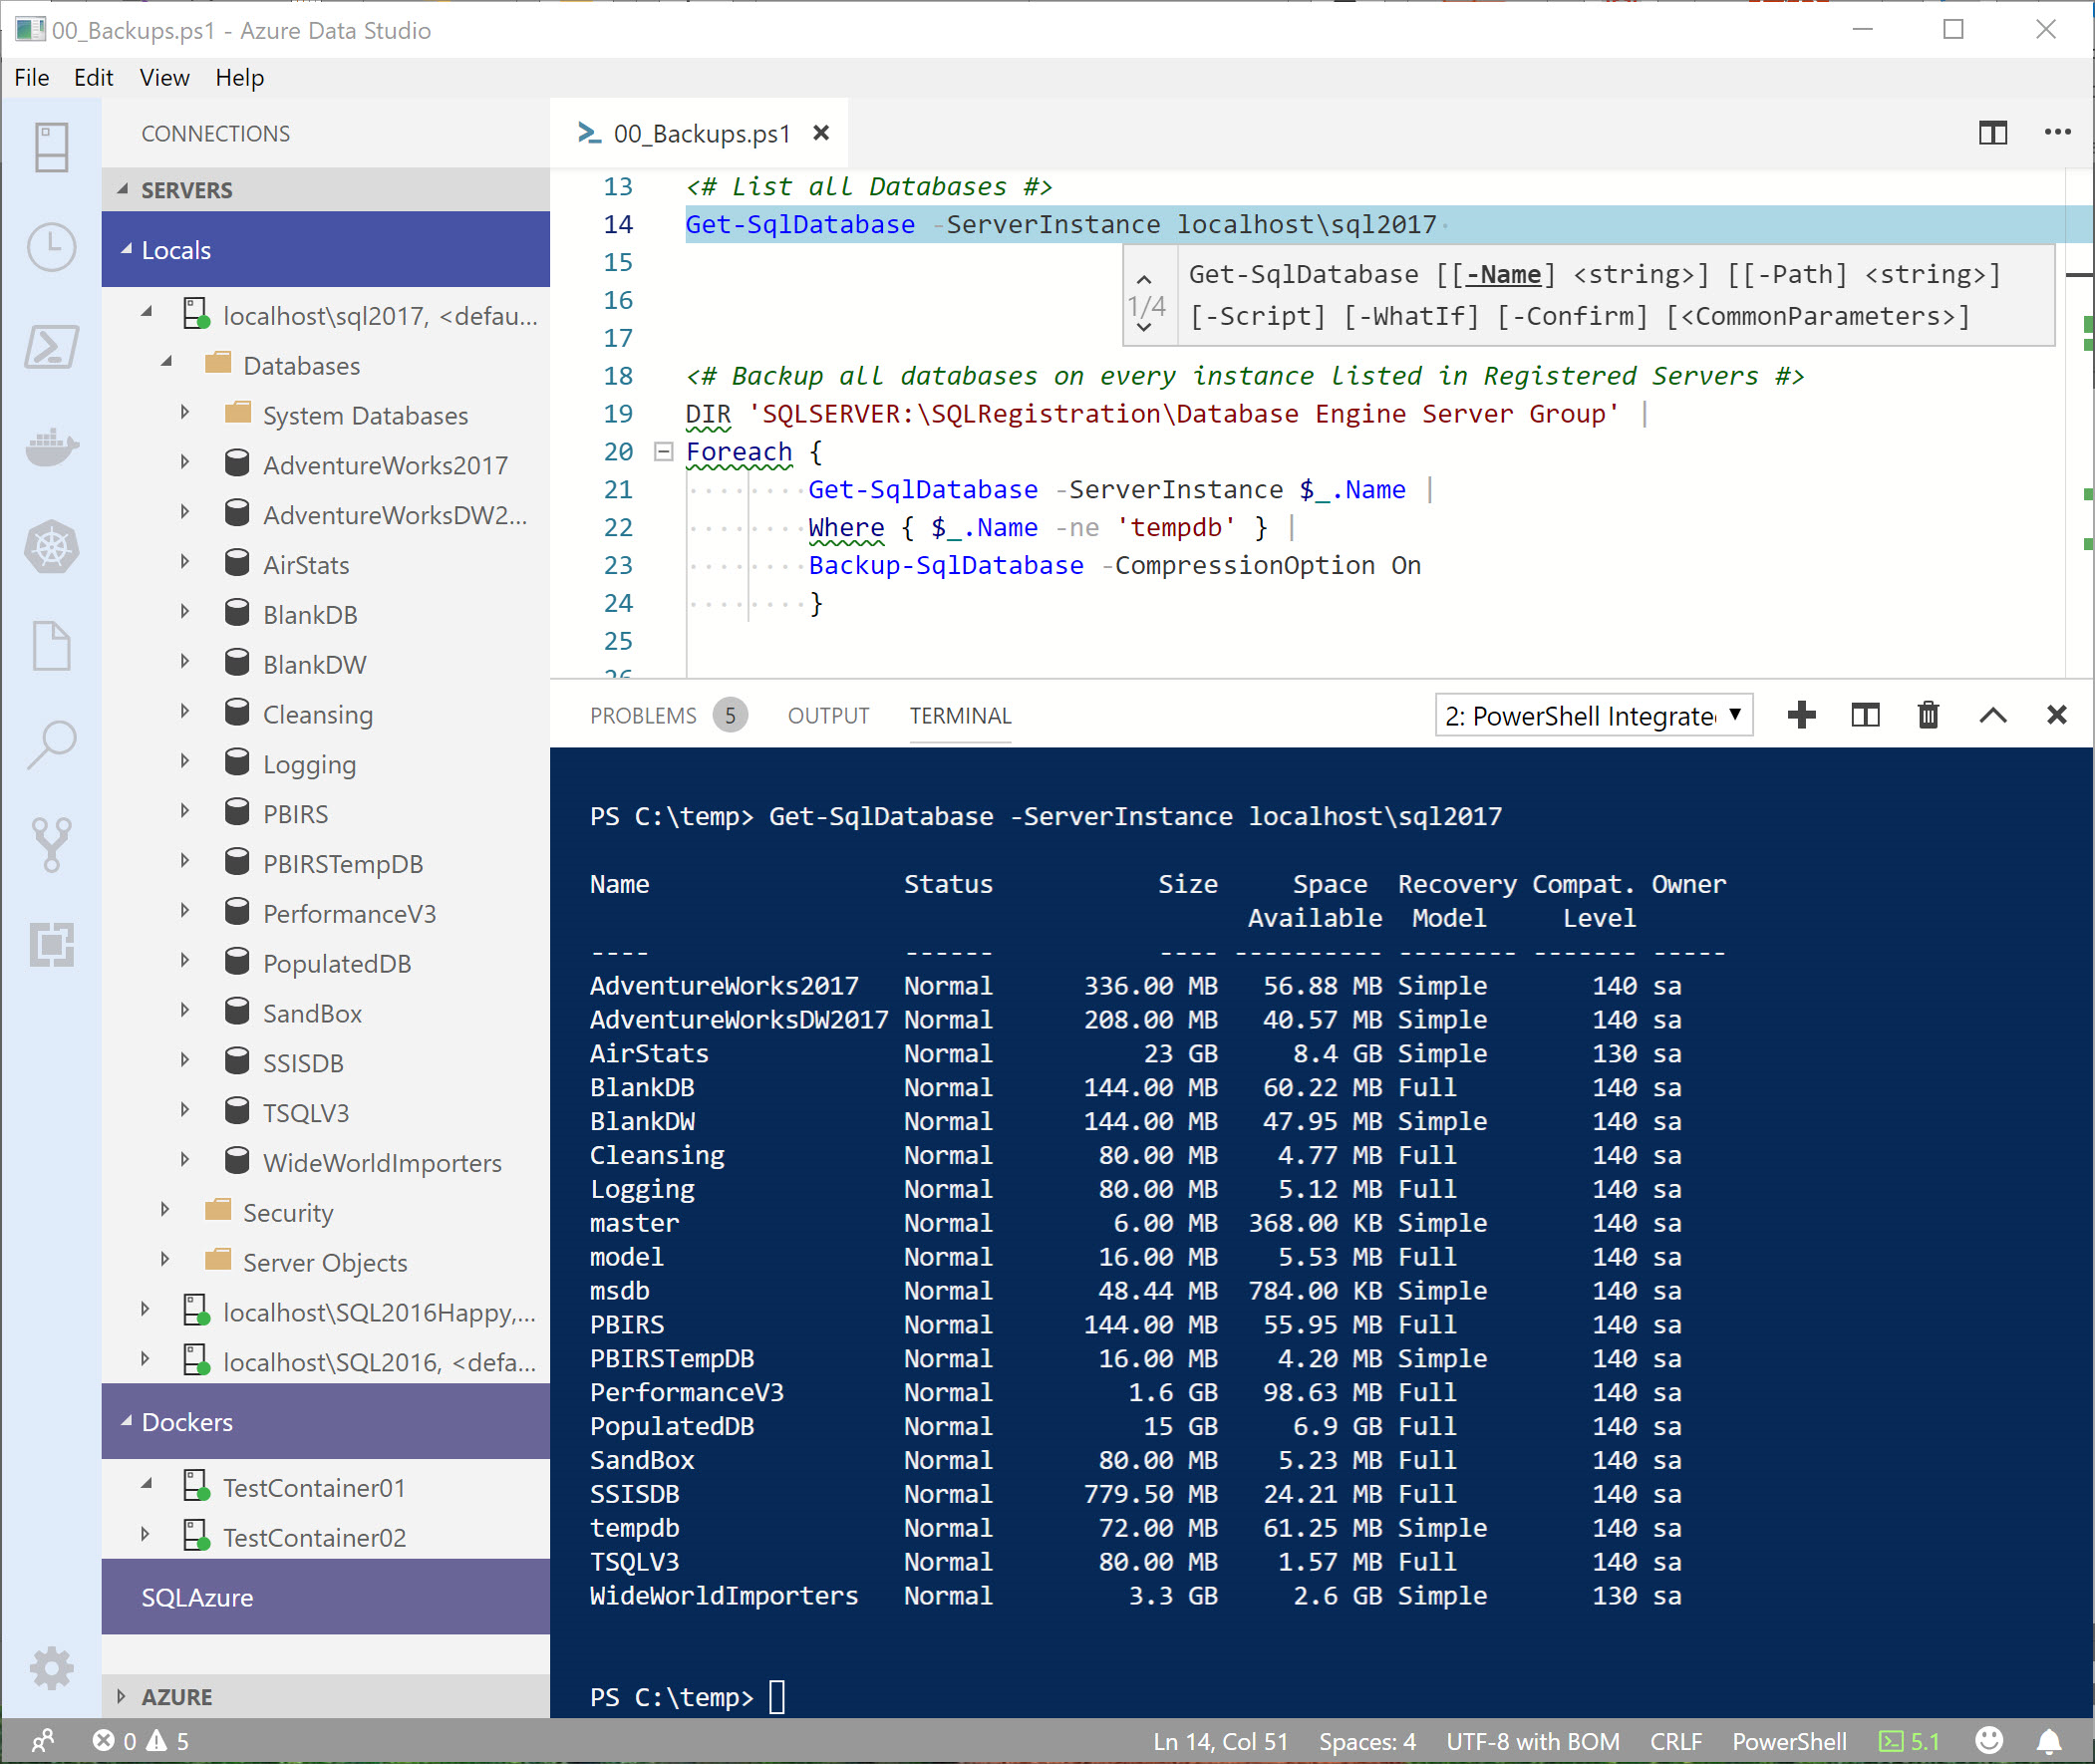 00_Backups.ps1 - Azure Data Studio
File Edit View Help
CONNECTIONS
SERVERS
Locals
localhost\sql2017, <defau...
Databases
System Databases
AdventureWorks2017
AdventureWorksDW2...
AirStats
BlankDB
BlankDW
Cleansing
Logging
PBIRS
PBIRSTempDB
PerformanceV3
PopulatedDB
SandBox
SSISDB
TSQLV3
WideWorldImporters
Security
Server Objects
localhost\SQL2016Happy,...
localhost\SQL2016, <defa...
Dockers
TestContainer01
TestContainer02
SQLAzure
AZURE
00_Backups.ps1
13 <# List all Databases #>
14 Get-SqlDatabase -ServerInstance localhost\sql2017
15
16
17
1/4
Get-SqlDatabase [[-Name] <string>] [[-Path] <string>]
[-Script] [-WhatIf] [-Confirm] [<CommonParameters>]
18 <# Backup all databases on every instance listed in Registered Servers #>
19 DIR 'SQLSERVER:\SQLRegistration\Database Engine Server Group' |
20 Foreach {
21 Get-SqlDatabase -ServerInstance $_.Name |
22 Where { $_.Name -ne 'tempdb' } |
23 Backup-SqlDatabase -CompressionOption On
24 }
25
PROBLEMS 5 OUTPUT TERMINAL 2: PowerShell Integrate
PS C:\temp> Get-SqlDatabase -ServerInstance localhost\sql2017
Name Status Size Space Recovery Compat. Owner
Available Model Level
---- ------ ---- ---------- -------- ------- -----
AdventureWorks2017 Normal 336.00 MB 56.88 MB Simple 140 sa
AdventureWorksDW2017 Normal 208.00 MB 40.57 MB Simple 140 sa
AirStats Normal 23 GB 8.4 GB Simple 130 sa
BlankDB Normal 144.00 MB 60.22 MB Full 140 sa
BlankDW Normal 144.00 MB 47.95 MB Simple 140 sa
Cleansing Normal 80.00 MB 4.77 MB Full 140 sa
Logging Normal 80.00 MB 5.12 MB Full 140 sa
master Normal 6.00 MB 368.00 KB Simple 140 sa
model Normal 16.00 MB 5.53 MB Full 140 sa
msdb Normal 48.44 MB 784.00 KB Simple 140 sa
PBIRS Normal 144.00 MB 55.95 MB Full 140 sa
PBIRSTempDB Normal 16.00 MB 4.20 MB Simple 140 sa
PerformanceV3 Normal 1.6 GB 98.63 MB Full 140 sa
PopulatedDB Normal 15 GB 6.9 GB Full 140 sa
SandBox Normal 80.00 MB 5.23 MB Full 140 sa
SSISDB Normal 779.50 MB 24.21 MB Full 140 sa
tempdb Normal 72.00 MB 61.25 MB Simple 140 sa
TSQLV3 Normal 80.00 MB 1.57 MB Full 140 sa
WideWorldImporters Normal 3.3 GB 2.6 GB Simple 130 sa
PS C:\temp>
0 5 Ln 14, Col 51 Spaces: 4 UTF-8 with BOM CRLF PowerShell 5.1